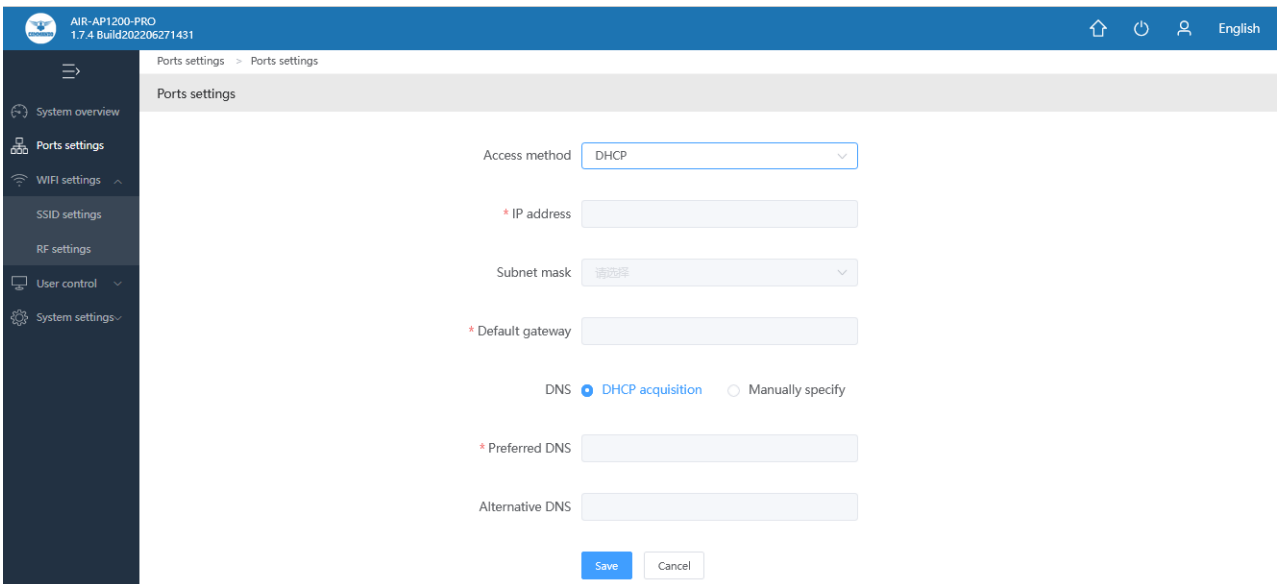 AIR-AP1200-PRO
1.7.4 Build202206271431
English
COMMANDO
Ports settings > Ports settings
Ports settings
System overview
Ports settings
WIFI settings
SSID settings
RF settings
User control
System settings
Access method DHCP
* IP address
Subnet mask 请选择
* Default gateway
DNS DHCP acquisition Manually specify
* Preferred DNS
Alternative DNS
Save Cancel